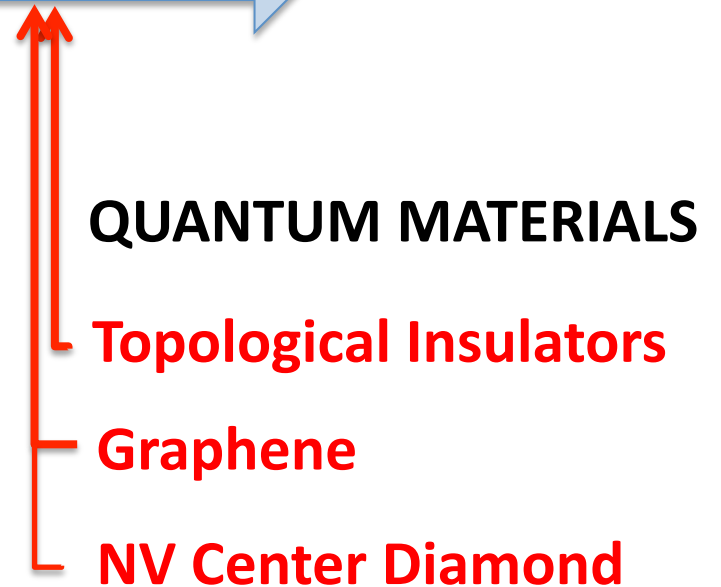 QUANTUM MATERIALS
Topological Insulators
Graphene
NV Center Diamond